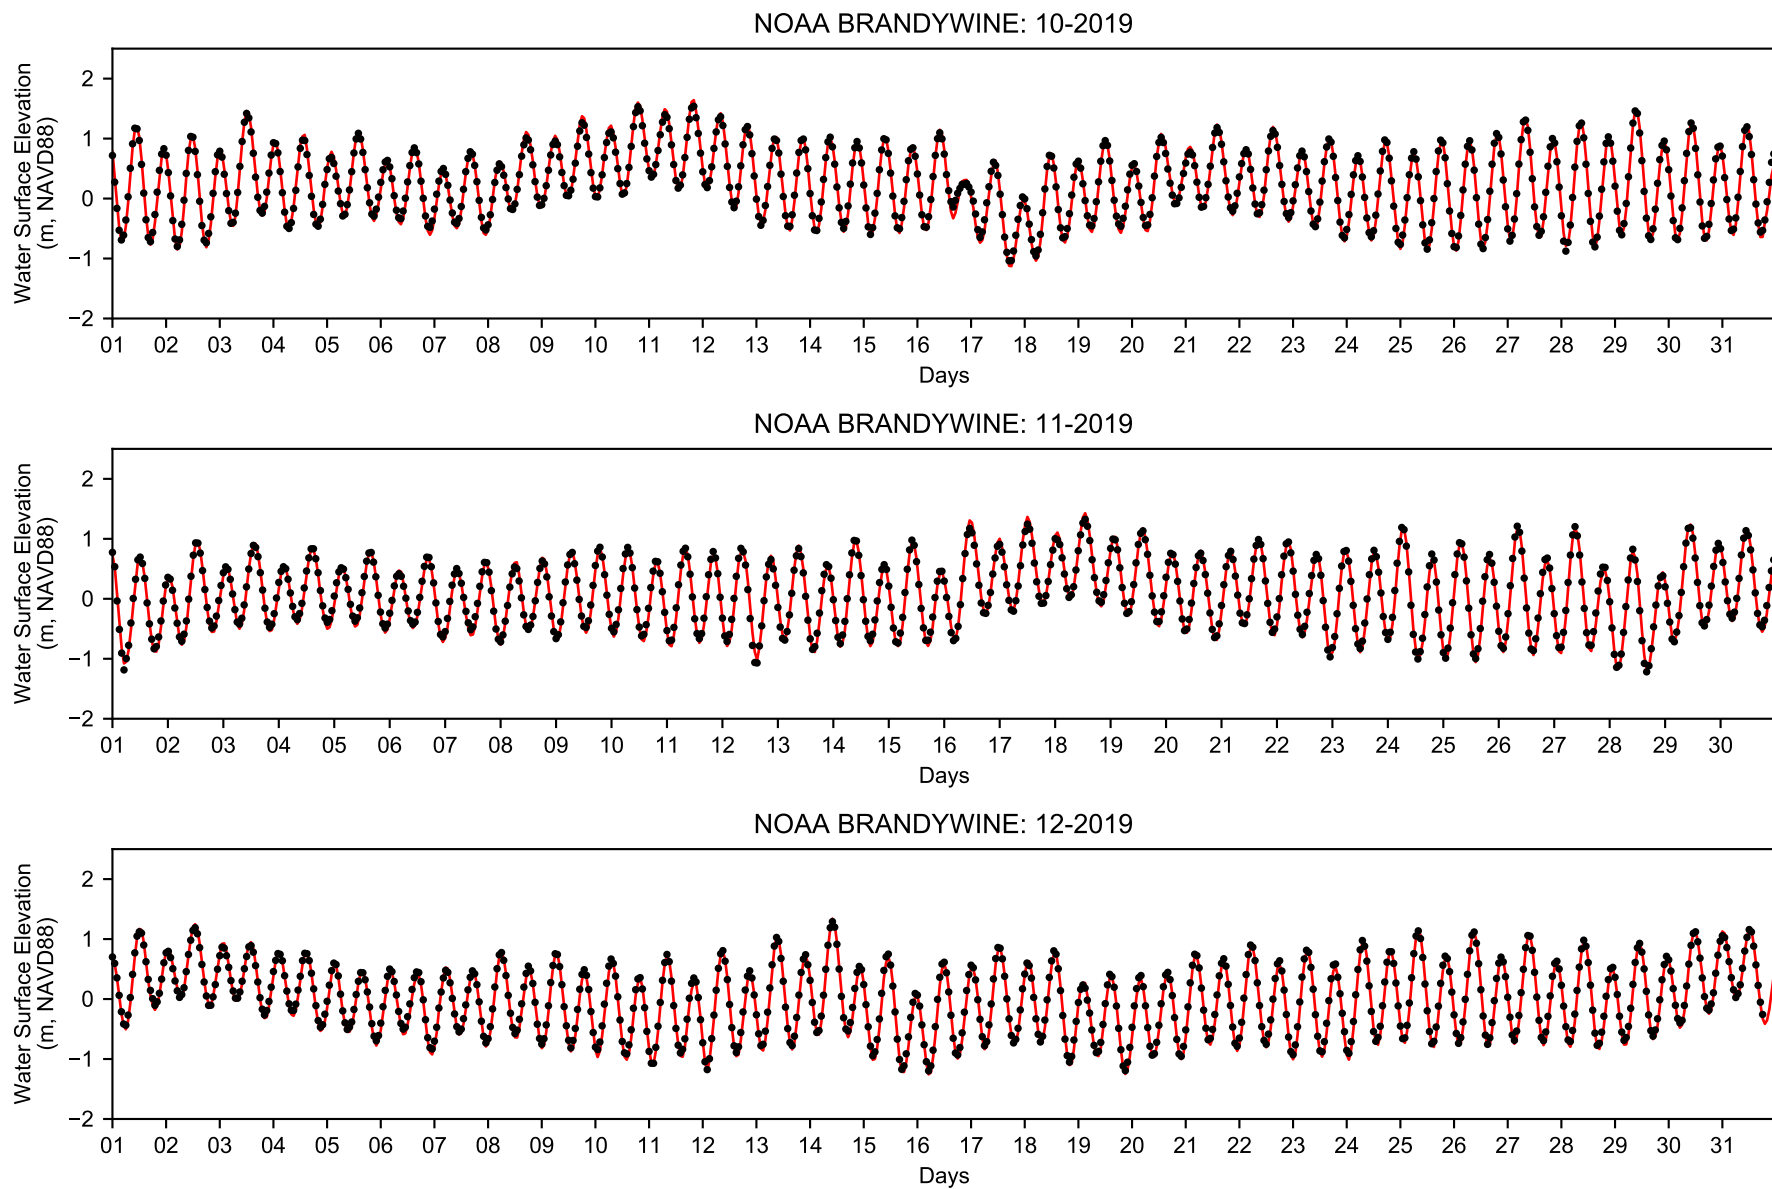 NOAA BRANDYWINE: 10-2019
Water Surface Elevation
(m, NAVD88)
2
1
0
−1
−2
01 02 03 04 05 06 07 08 09 10 11 12 13 14 15 16 17 18 19 20 21 22 23 24 25 26 27 28 29 30 31
Days
NOAA BRANDYWINE: 11-2019
Water Surface Elevation
(m, NAVD88)
2
1
0
−1
−2
01 02 03 04 05 06 07 08 09 10 11 12 13 14 15 16 17 18 19 20 21 22 23 24 25 26 27 28 29 30
Days
NOAA BRANDYWINE: 12-2019
Water Surface Elevation
(m, NAVD88)
2
1
0
−1
−2
01 02 03 04 05 06 07 08 09 10 11 12 13 14 15 16 17 18 19 20 21 22 23 24 25 26 27 28 29 30 31
Days